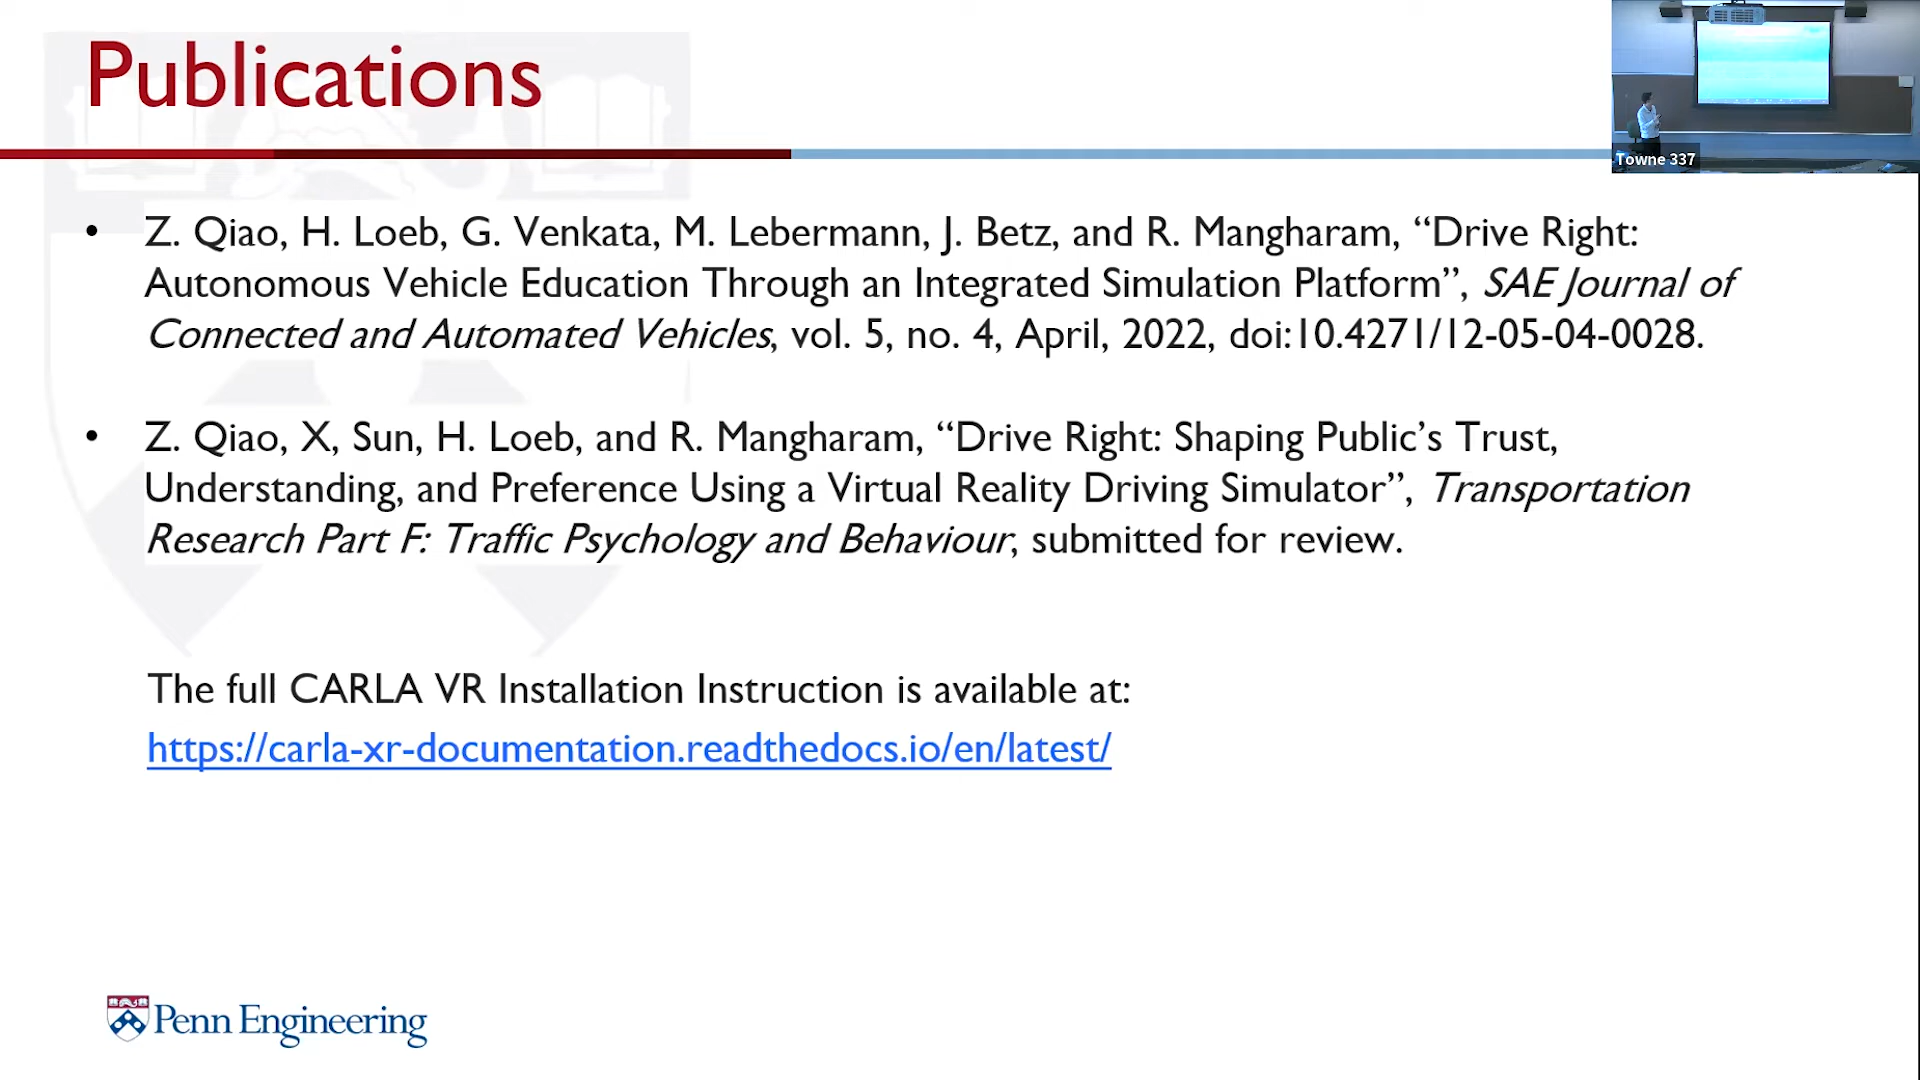 Publications
Towne 337
• Z. Qiao, H. Loeb, G. Venkata, M. Lebermann, J. Betz, and R. Mangharam, “Drive Right:
Autonomous Vehicle Education Through an Integrated Simulation Platform”, SAE Journal of
Connected and Automated Vehicles, vol. 5, no. 4, April, 2022, doi:10.4271/12-05-04-0028.
• Z. Qiao, X, Sun, H. Loeb, and R. Mangharam, “Drive Right: Shaping Public’s Trust,
Understanding, and Preference Using a Virtual Reality Driving Simulator”, Transportation
Research Part F: Traffic Psychology and Behaviour, submitted for review.
The full CARLA VR Installation Instruction is available at:
https://carla-xr-documentation.readthedocs.io/en/latest/
Penn Engineering